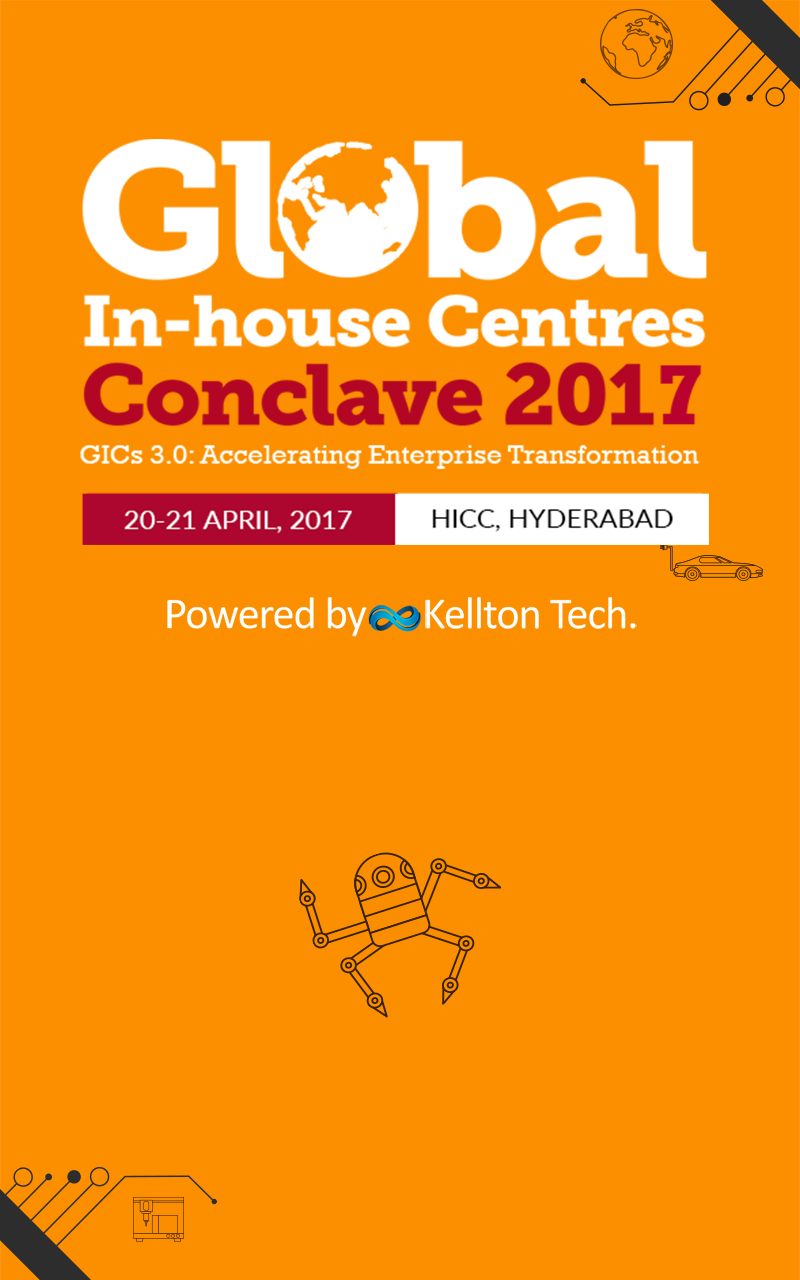 Global
In-house Centres
Conclave 2017
GICs 3.0: Accelerating Enterprise Transformation
20-21 APRIL, 2017 HICC, HYDERABAD
Powered by Kellton Tech.